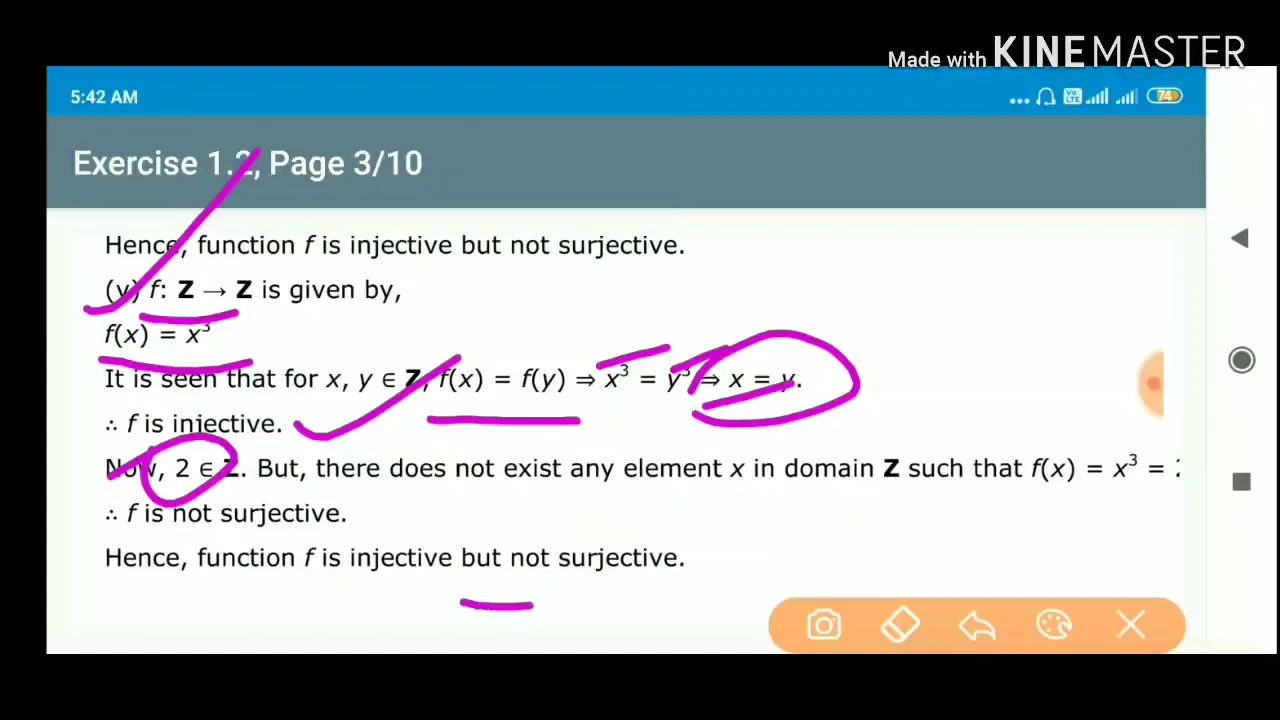 Made with KINEMASTER
5:42 AM
74
Exercise 1.2, Page 3/10
Hence, function f is injective but not surjective.
(v) f: Z → Z is given by,
f(x) = x³
It is seen that for x, y ∈ Z, f(x) = f(y) ⇒ x³ = y³ ⇒ x = y.
∴ f is injective.
Now, 2 ∈ Z. But, there does not exist any element x in domain Z such that f(x) = x³ =
∴ f is not surjective.
Hence, function f is injective but not surjective.